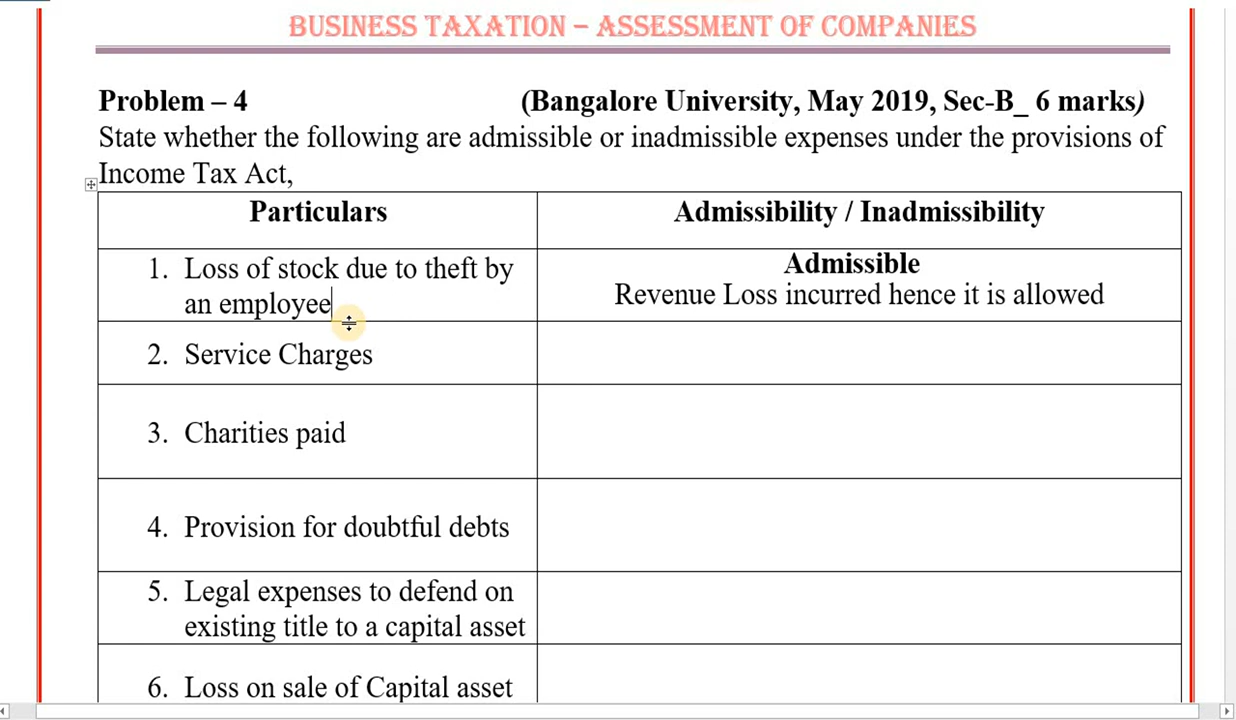 BUSINESS TAXATION – ASSESSMENT OF COMPANIES
Problem – 4 (Bangalore University, May 2019, Sec-B_ 6 marks)
State whether the following are admissible or inadmissible expenses under the provisions of
Income Tax Act,
Particulars Admissibility / Inadmissibility
1. Loss of stock due to theft by
an employee
Admissible
Revenue Loss incurred hence it is allowed
2. Service Charges
3. Charities paid
4. Provision for doubtful debts
5. Legal expenses to defend on
existing title to a capital asset
6. Loss on sale of Capital asset